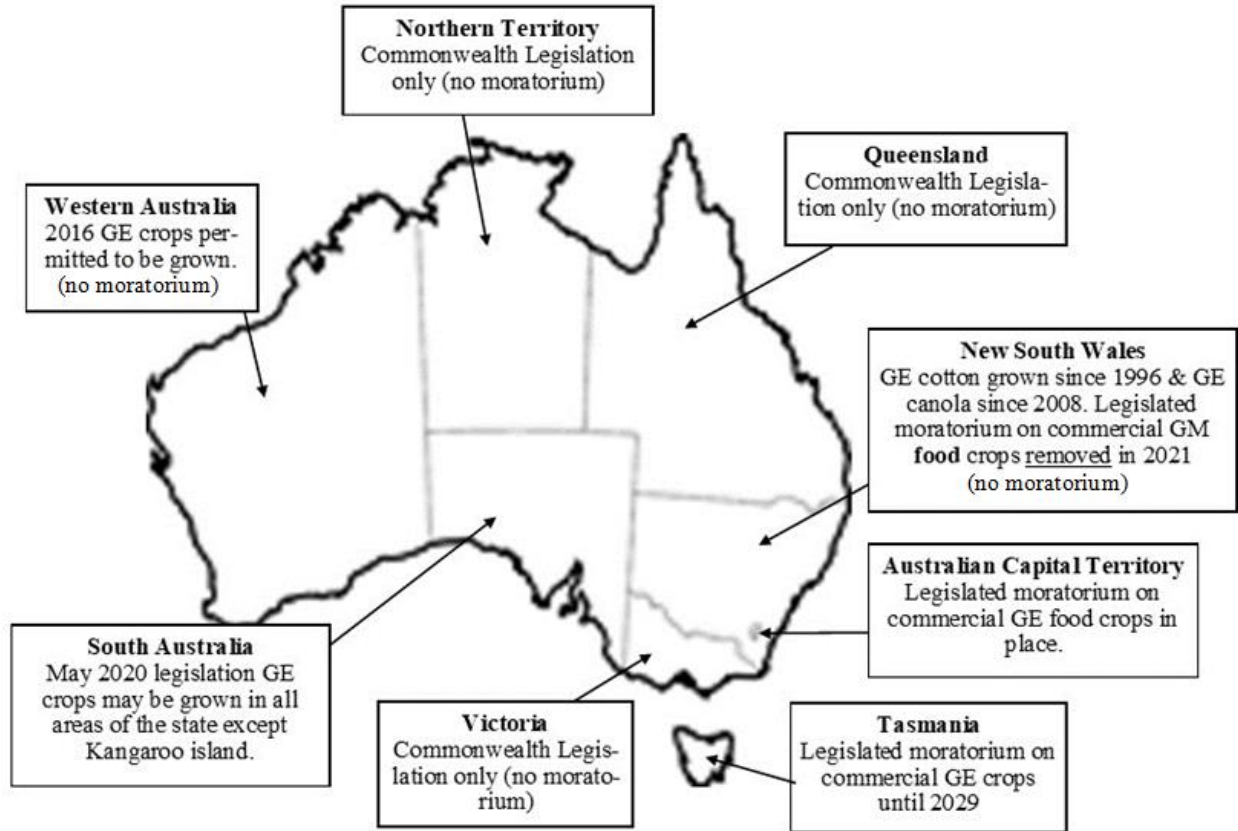 Northern Territory
Commonwealth Legislation
only (no moratorium)
Queensland
Commonwealth Legisla-
tion only (no moratorium)
Western Australia
2016 GE crops per-
mitted to be grown.
(no moratorium)
New South Wales
GE cotton grown since 1996 & GE
canola since 2008. Legislated
moratorium on commercial GM
food crops removed in 2021
(no moratorium)
Australian Capital Territory
Legislated moratorium on
commercial GE food crops in
place.
South Australia
May 2020 legislation GE
crops may be grown in all
areas of the state except
Kangaroo island.
Victoria
Commonwealth Legis-
lation only (no morato-
rium)
Tasmania
Legislated moratorium on
commercial GE crops
until 2029